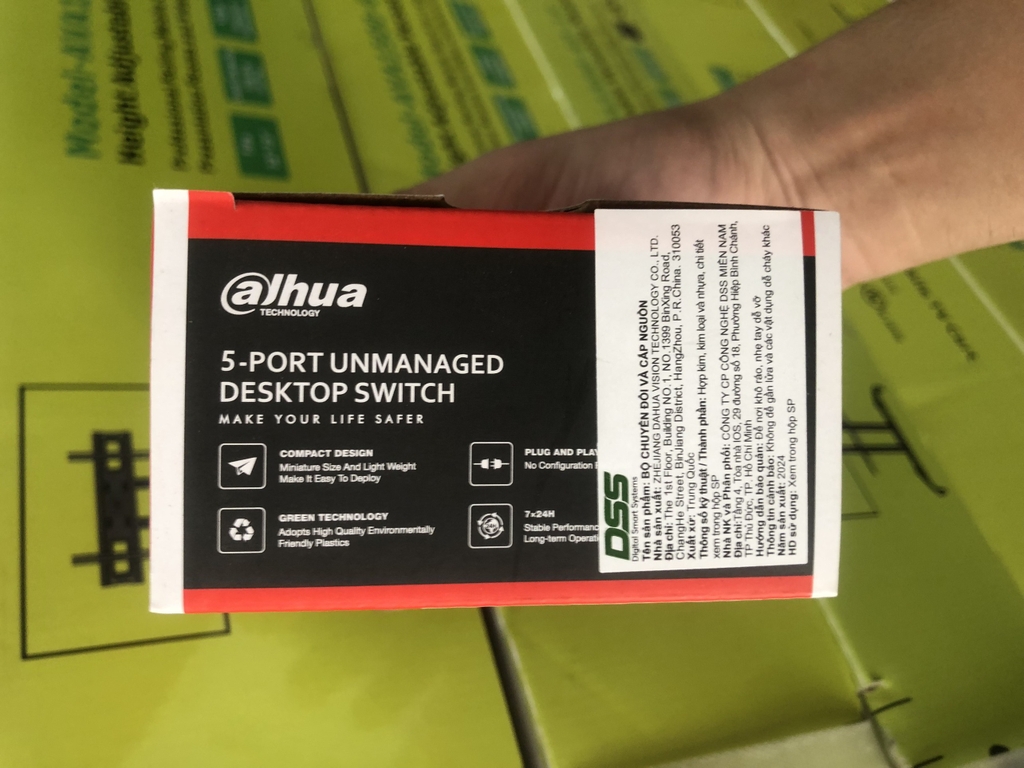 alhua
TECHNOLOGY
5-PORT UNMANAGED
DESKTOP SWITCH
MAKE YOUR LIFE SAFER
COMPACT DESIGN
Miniature Size And Light Weight
Make It Easy To Deploy
PLUG AND
No Configuration
GREEN TECHNOLOGY
Adopts High Quality Environmentally
Friendly Plastics
7×24H
Stable
Long-term
DSS
Digital Smart Systems
Tên sản phẩm: BỘ CHUYỂN ĐỔI VÀ CẤP NGUỒN
Nhà sản xuất: ZHEJIANG DAHUA VISION TECHNOLOGY CO., LTD.
Địa chỉ: The 1st Floor, Building NO.1, NO.1399 BinXing Road,
ChangHe Street, BinJiang District, HangZhou, P.R.China. 310053
Xuất xứ: Trung Quốc
Thông số kỹ thuật / Thành phần: Hợp kim, kim loại và nhựa, chi tiết
xem trong hộp SP
Nhà NK và Phân phối: CÔNG TY CP CÔNG NGHỆ DSS MIỀN NAM
Địa chỉ:Tầng 4, Tòa nhà IOS, 29 đường số 18, Phường Hiệp Bình Chánh,
TP Thủ Đức, TP. Hồ Chí Minh
Hướng dẫn bảo quản: Để nơi khô ráo, nhẹ tay dễ vỡ
Thông tin cảnh báo: Không để gần lửa và các vật dụng dễ cháy khác
Năm sản xuất: 2024
HD sử dụng: Xem trong hộp SP
Height Adjustable